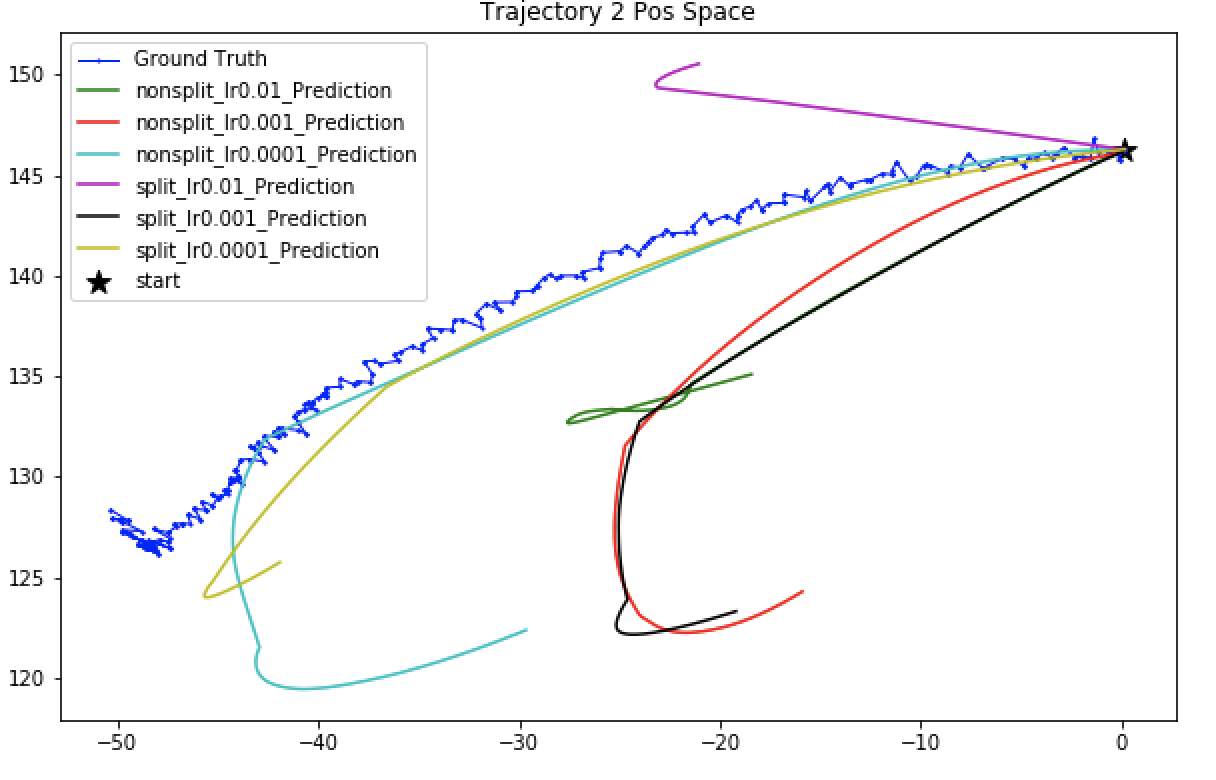 Trajectory 2 Pos Space
Ground Truth
nonsplit_lr0.01_Prediction
nonsplit_lr0.001_Prediction
nonsplit_lr0.0001_Prediction
split_lr0.01_Prediction
split_lr0.001_Prediction
split_lr0.0001_Prediction
start
150
145
140
135
130
125
120
−50 −40 −30 −20 −10 0